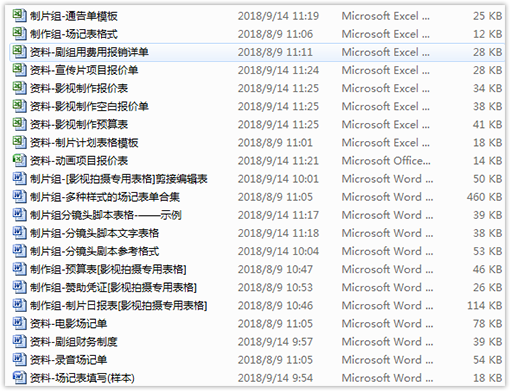 制片组-通告单模板 2018/9/14 11:19 Microsoft Excel ... 25 KB
制作组-场记表格式 2018/8/9 11:06 Microsoft Excel ... 12 KB
资料-剧组用费用报销详单 2018/8/9 11:11 Microsoft Excel ... 28 KB
资料-宣传片项目报价单 2018/9/14 11:24 Microsoft Excel ... 28 KB
资料-影视制作报价表 2018/9/14 11:25 Microsoft Excel ... 34 KB
资料-影视制作空白报价单 2018/9/14 11:25 Microsoft Excel ... 38 KB
资料-影视制作预算表 2018/9/14 11:25 Microsoft Excel ... 41 KB
资料-制片计划表格模板 2018/8/9 11:01 Microsoft Excel ... 18 KB
资料-动画项目报价表 2018/9/14 11:21 Microsoft Office... 14 KB
制片组-[影视拍摄专用表格]剪接编辑表 2018/9/14 10:01 Microsoft Word ... 50 KB
制片组-多种样式的场记表单合集 2018/8/9 11:05 Microsoft Word ... 460 KB
制片组分镜头脚本表格-——示例 2018/9/14 11:17 Microsoft Word ... 39 KB
制片组-分镜头脚本文字表格 2018/9/14 11:18 Microsoft Word ... 38 KB
制片组-分镜头剧本参考格式 2018/9/14 10:04 Microsoft Word ... 53 KB
制作组-预算表[影视拍摄专用表格] 2018/8/9 10:47 Microsoft Word ... 46 KB
制作组-赞助凭证[影视拍摄专用表格] 2018/8/9 10:53 Microsoft Word ... 26 KB
制作组-制片日报表[影视拍摄专用表格] 2018/8/9 10:46 Microsoft Word ... 114 KB
资料-电影场记单 2018/8/9 11:05 Microsoft Word ... 78 KB
资料-剧组财务制度 2018/9/14 9:57 Microsoft Word ... 39 KB
资料-录音场记单 2018/8/9 11:05 Microsoft Word ... 54 KB
资料-场记表填写(样本) 2018/9/14 9:54 Microsoft Word ... 18 KB